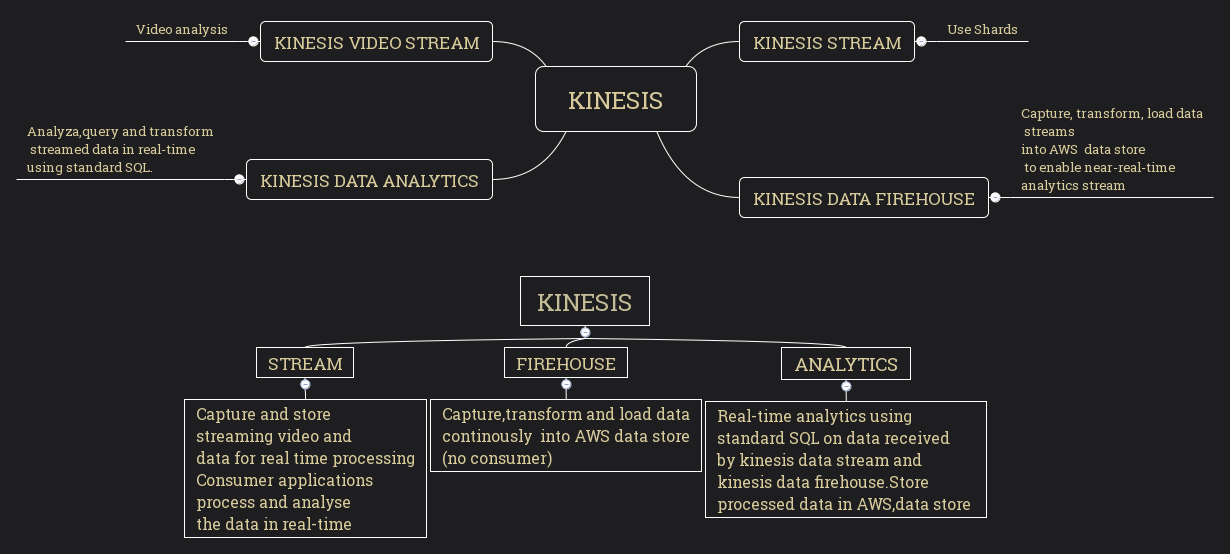 Video analysis
KINESIS VIDEO STREAM
KINESIS STREAM
Use Shards
KINESIS
Analyza,query and transform
streamed data in real-time
using standard SQL.
KINESIS DATA ANALYTICS
KINESIS DATA FIREHOUSE
Capture, transform, load data
streams
into AWS  data store
to enable near-real-time
analytics stream
KINESIS
STREAM
FIREHOUSE
ANALYTICS
Capture and store
streaming video and
data for real time processing
Consumer applications
process and analyse
the data in real-time
Capture,transform and load data
continously  into AWS data store
(no consumer)
Real-time analytics using
standard SQL on data received
by kinesis data stream and
kinesis data firehouse.Store
processed data in AWS,data store